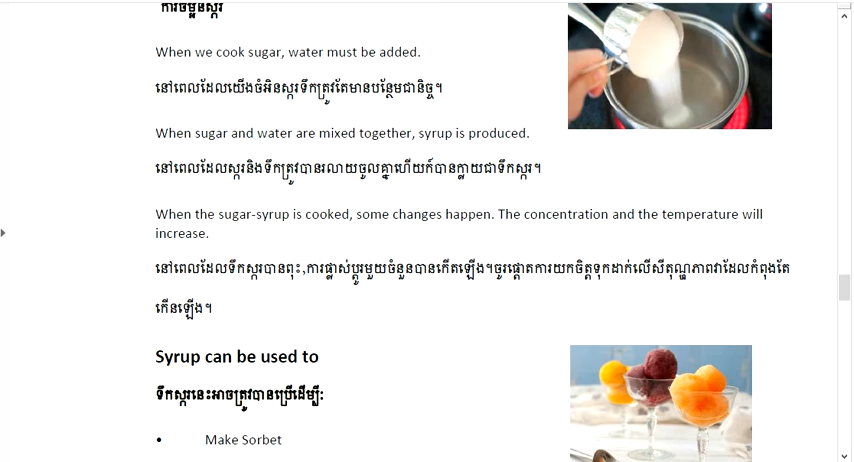 ការចម្អិនស្ករ
When we cook sugar, water must be added.
នៅពេលដែលយើងចំអិនស្ករទឹកត្រូវតែមានបន្ថែមជានិច្ច។
When sugar and water are mixed together, syrup is produced.
នៅពេលដែលស្ករនិងទឹកត្រូវបានរលាយចូលគ្នាហើយក៍បានក្លាយជាទឹកស្ករ។
When the sugar-syrup is cooked, some changes happen. The concentration and the temperature will
increase.
នៅពេលដែលទឹកស្ករបានពុះ,ការផ្លាស់ប្តូរមួយចំនួនបានកើតឡើង។ចូរផ្តោតការយកចិត្តទុកដាក់លើសីតុណ្ហភាពវាដែលកំពុងតែ
កើនឡើង។
Syrup can be used to
ទឹកស្ករនេះអាចត្រូវបានប្រើដើម្បី:
• Make Sorbet